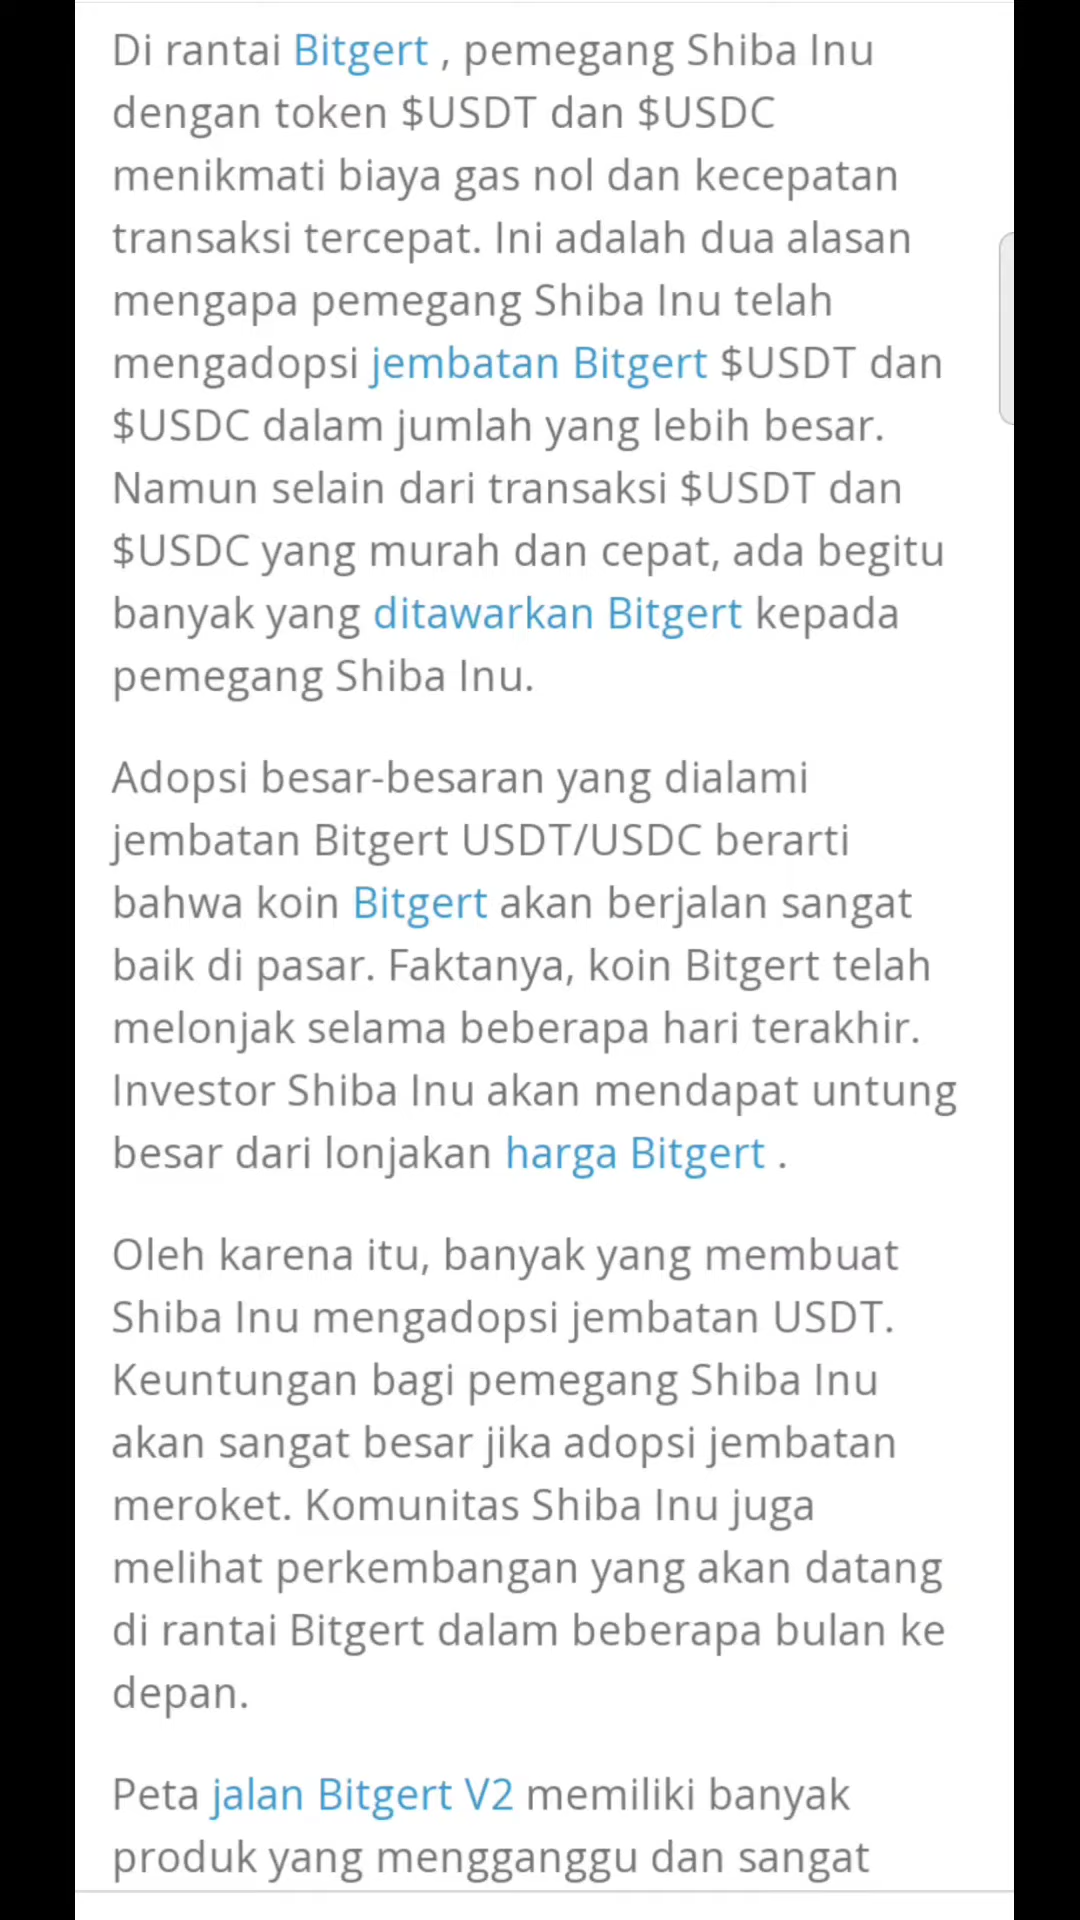 Di rantai Bitgert , pemegang Shiba Inu
dengan token $USDT dan $USDC
menikmati biaya gas nol dan kecepatan
transaksi tercepat. Ini adalah dua alasan
mengapa pemegang Shiba Inu telah
mengadopsi jembatan Bitgert $USDT dan
$USDC dalam jumlah yang lebih besar.
Namun selain dari transaksi $USDT dan
$USDC yang murah dan cepat, ada begitu
banyak yang ditawarkan Bitgert kepada
pemegang Shiba Inu.
Adopsi besar-besaran yang dialami
jembatan Bitgert USDT/USDC berarti
bahwa koin Bitgert akan berjalan sangat
baik di pasar. Faktanya, koin Bitgert telah
melonjak selama beberapa hari terakhir.
Investor Shiba Inu akan mendapat untung
besar dari lonjakan harga Bitgert .
Oleh karena itu, banyak yang membuat
Shiba Inu mengadopsi jembatan USDT.
Keuntungan bagi pemegang Shiba Inu
akan sangat besar jika adopsi jembatan
meroket. Komunitas Shiba Inu juga
melihat perkembangan yang akan datang
di rantai Bitgert dalam beberapa bulan ke
depan.
Peta jalan Bitgert V2 memiliki banyak
produk yang mengganggu dan sangat